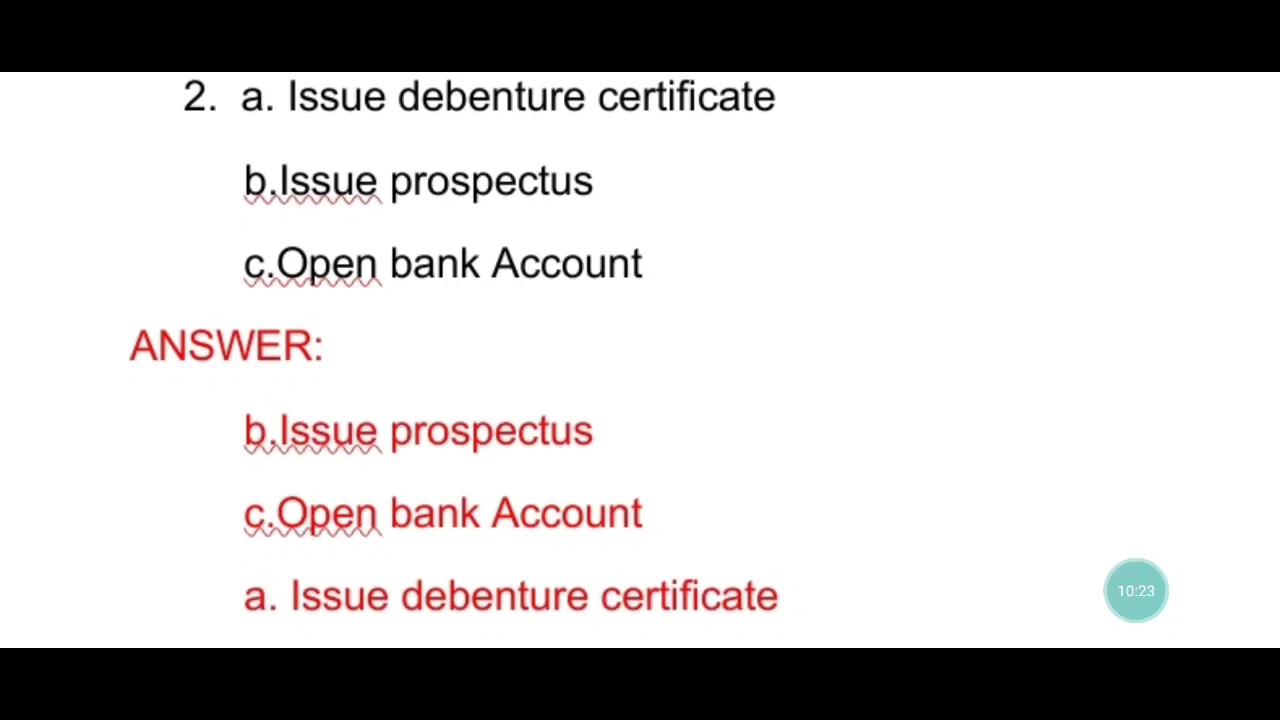 2. a. Issue debenture certificate
b.Issue prospectus
c.Open bank Account
ANSWER:
b.Issue prospectus
c.Open bank Account
a. Issue debenture certificate
10:23